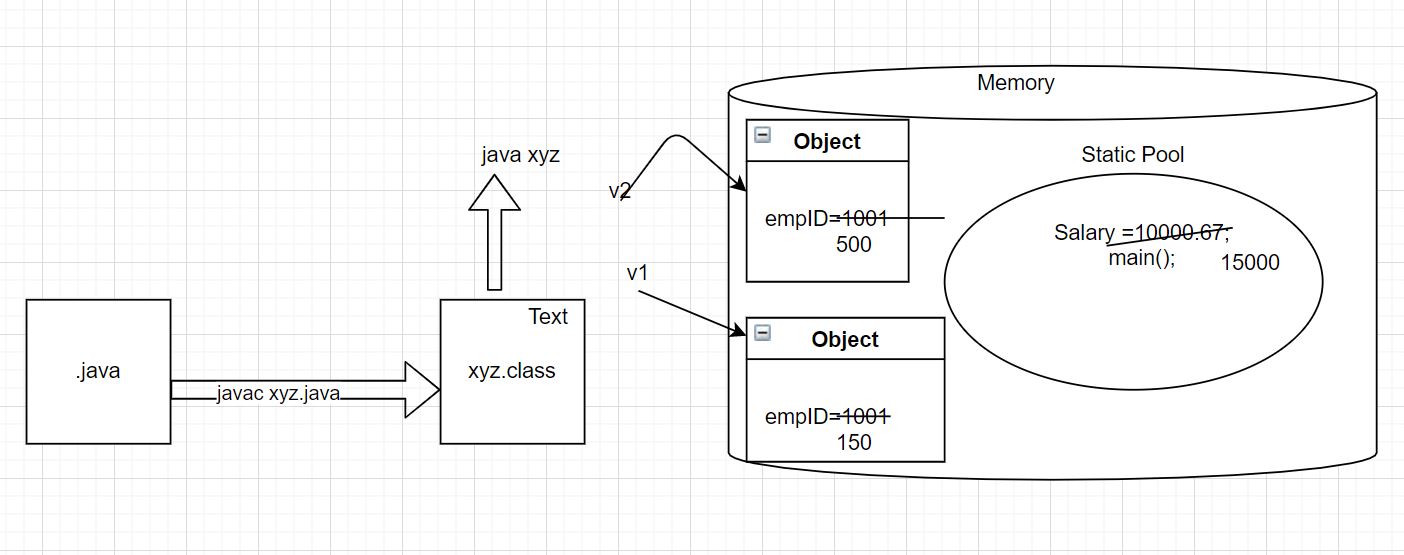 Memory
Object
Static Pool
java xyz
v2
empID=1001
500
Salary =10000.67;
main();
15000
v1
Text
Object
.java
xyz.class
javac xyz.java
empID=1001
150